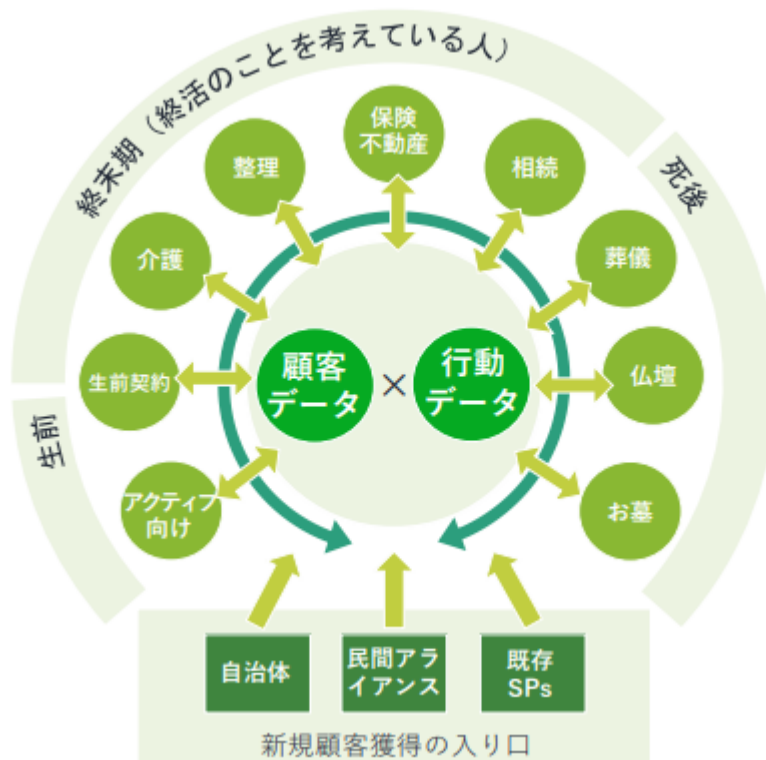 終末期（終活のことを考えている人）
死後
生前
保険
不動産
整理
相続
介護
葬儀
生前契約
仏壇
アクティブ
向け
お墓
顧客
データ
×
行動
データ
自治体
民間アラ
イアンス
既存
SPs
新規顧客獲得の入り口